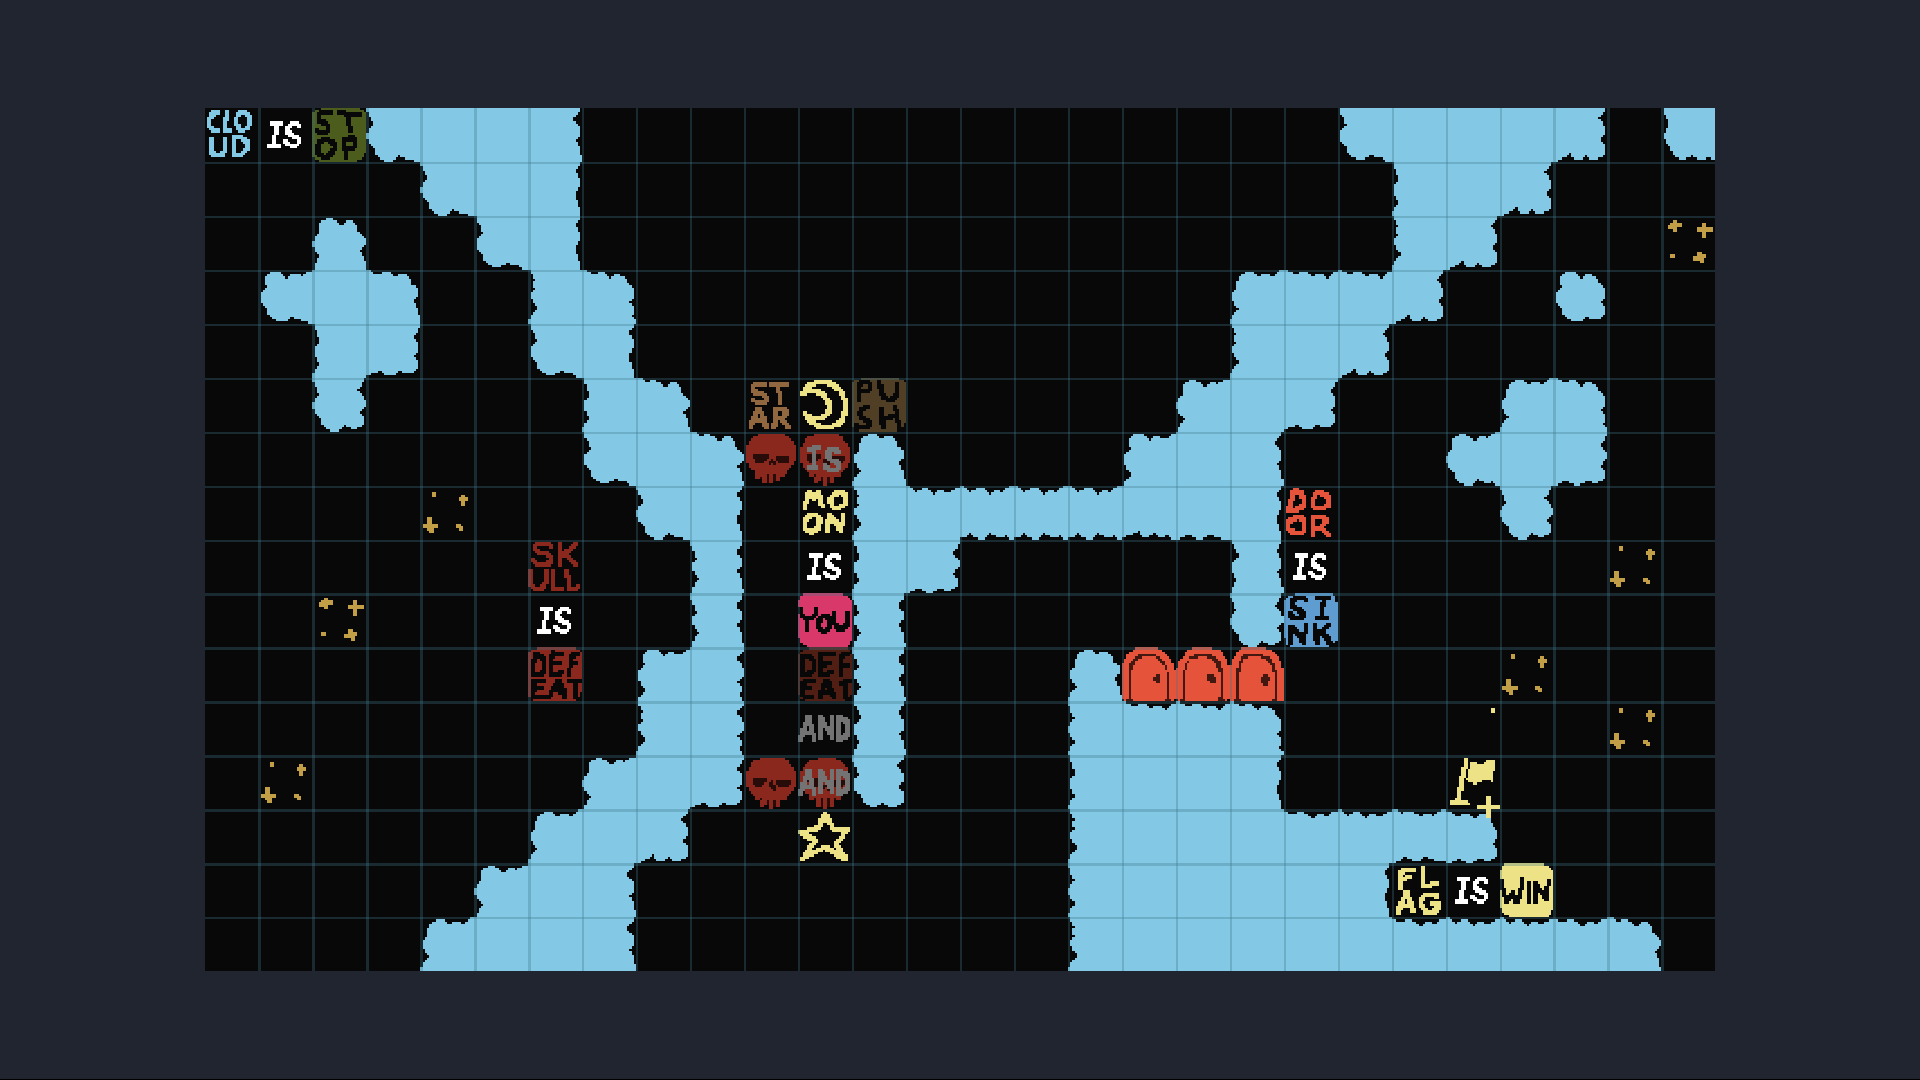 CLOUD IS STOP
STAR PUSH
IS
MOON
DOOR
SKULL
IS
IS
IS
YOU
SINK
DEFEAT
DEFEAT
AND
AND
FLAG IS WIN